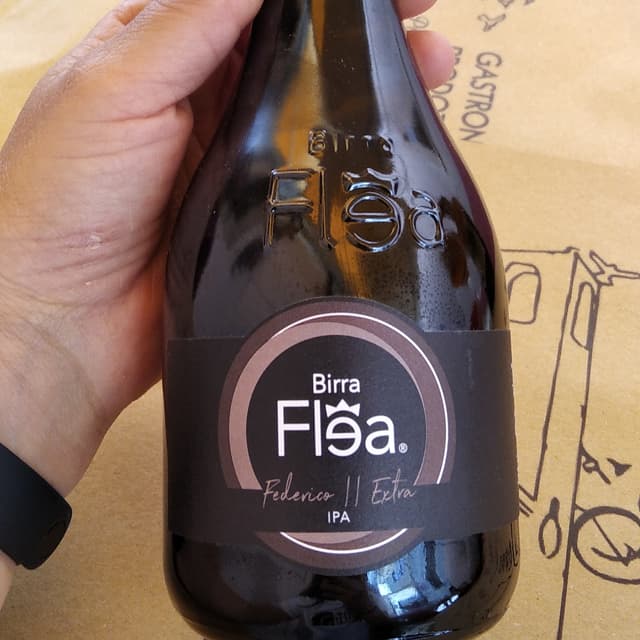 GASTRON
Birra
Flea
Birra
Flea®
Federico II Extra
IPA